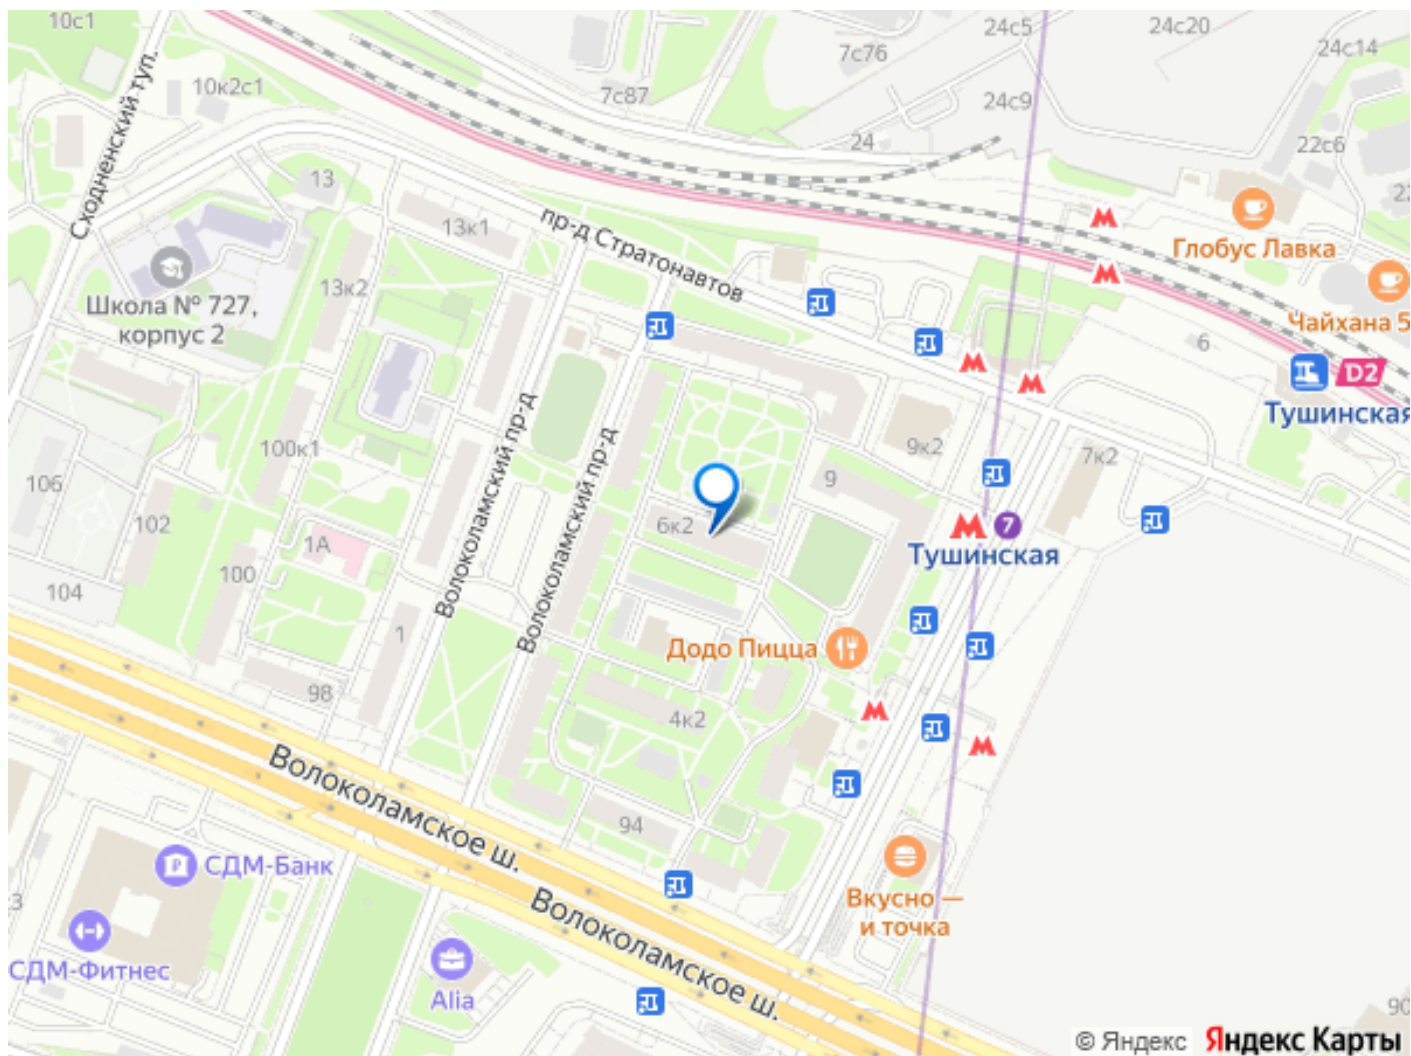 10с1
24с5
24с20
7с76
24с14
10к2с1
7с87
24с9
24
22с6
Сходненский туп.
13
22
13к1
пр-д Стратонавтов
Глобус Лавка
13к2
Школа № 727,
корпус 2
Чайхана 5
6
D2
Тушинская
100к1
Волоколамский пр-д
Волоколамский пр-д
9к2
7к2
9
106
102
6к2
7
Тушинская
1А
100
104
1
Додо Пицца
98
4к2
Волоколамское ш.
94
СДМ-Банк
Вкусно —
и точка
3
Волоколамское ш.
СДМ-Фитнес
Alia
90
© Яндекс
Яндекс Карты